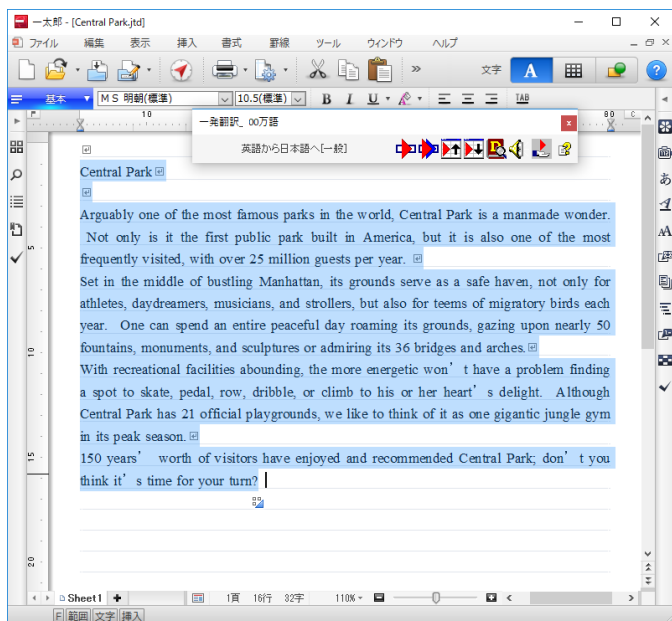 一太郎 - [Central Park.jtd]
ファイル 編集 表示 挿入 書式 罫線 ツール ウィンドウ ヘルプ
文字 A
基本 MS 明朝(標準) 10.5(標準) B I U TAB
10 80 C
一発翻訳_ 00万語
英語から日本語へ[一般]
Central Park
Arguably one of the most famous parks in the world, Central Park is a manmade wonder.
Not only is it the first public park built in America, but it is also one of the most
frequently visited, with over 25 million guests per year.
Set in the middle of bustling Manhattan, its grounds serve as a safe haven, not only for
athletes, daydreamers, musicians, and strollers, but also for teems of migratory birds each
year. One can spend an entire peaceful day roaming its grounds, gazing upon nearly 50
fountains, monuments, and sculptures or admiring its 36 bridges and arches.
With recreational facilities abounding, the more energetic won’t have a problem finding
a spot to skate, pedal, row, dribble, or climb to his or her heart’s delight. Although
Central Park has 21 official playgrounds, we like to think of it as one gigantic jungle gym
in its peak season.
150 years’ worth of visitors have enjoyed and recommended Central Park; don’t you
think it’s time for your turn?
5
10
15
20
あ
Sheet1 1頁 16行 32字 110%
F 範囲 文字 挿入